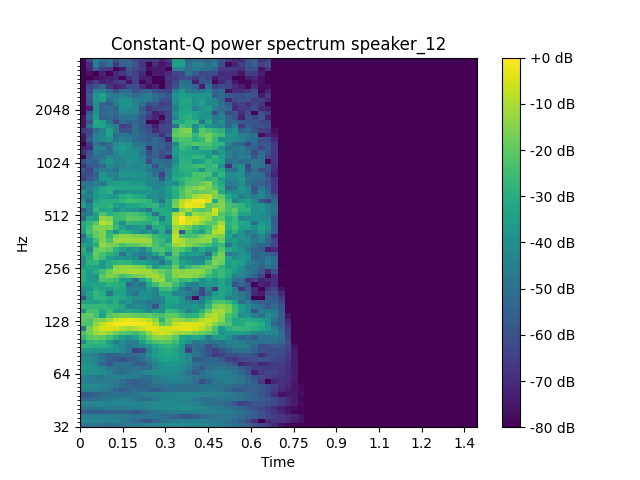 Constant-Q power spectrum speaker_12
Hz
2048
1024
512
256
128
64
32
0 0.15 0.3 0.45 0.6 0.75 0.9 1.1 1.2 1.4
Time
+0 dB
-10 dB
-20 dB
-30 dB
-40 dB
-50 dB
-60 dB
-70 dB
-80 dB